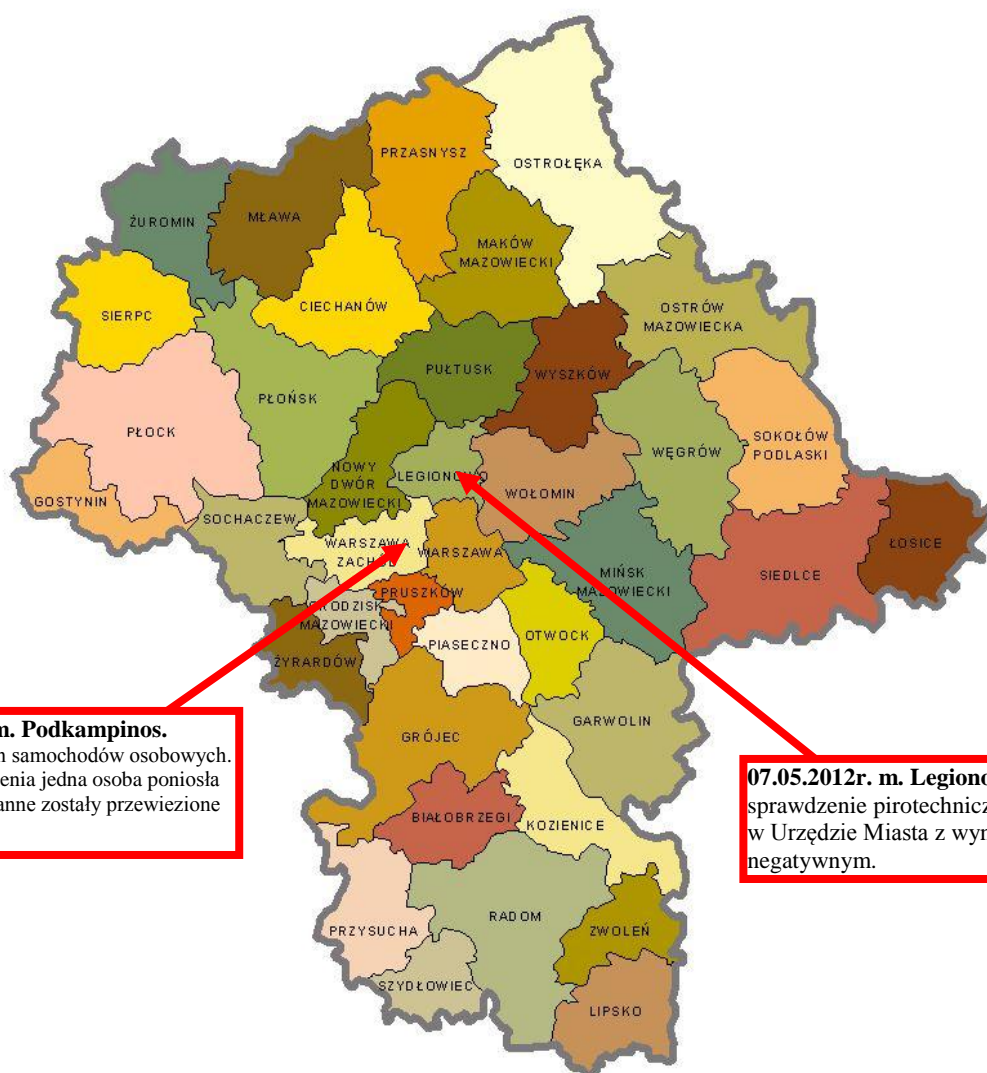 PRZASNYSZ
OSTROŁĘKA
ŻUROMIN
MŁAWA
MAKÓW
MAZOWIECKI
SIERPC
CIECHANÓW
OSTRÓW
MAZOWIECKA
PUŁTUSK
WYSZKÓW
PŁOCK
PŁOŃSK
WĘGRÓW
SOKOŁÓW
PODLASKI
NOWY
DWÓR
MAZOWIECKI
LEGIONOWO
WOŁOMIN
GOSTYNIN
SOCHACZEW
WARSZAWA
ZACHÓD
WARSZAWA
MIŃSK
MAZOWIECKI
SIEDLCE
ŁOSICE
PRUSZKÓW
GRODZISK
MAZOWIECKI
PIASECZNO
OTWOCK
ŻYRARDÓW
GARWOLIN
GRÓJEC
m. Podkampinos.
samochodów osobowych.
jedna osoba poniosła
zostały przewiezione
07.05.2012r. m.
sprawdzenie
w Urzędzie Miasta z
negatywnym.
BIAŁOBRZEGI
KOZIENICE
RADOM
PRZYSUCHA
ZWOLEŃ
SZYDŁOWIEC
LIPSKO